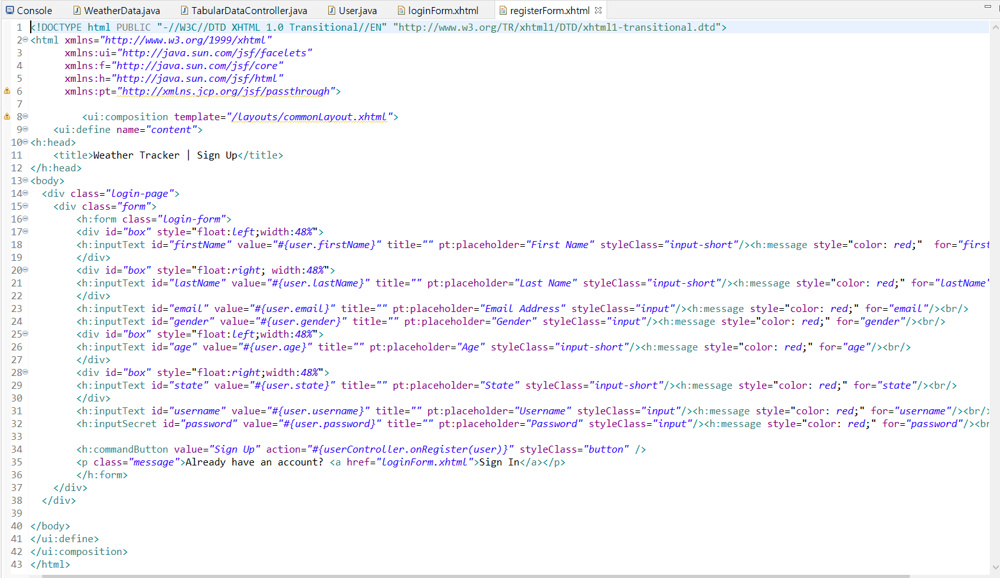 Console WeatherData.java TabularDataController.java User.java loginForm.xhtml registerForm.xhtml
1 <!DOCTYPE html PUBLIC "-//W3C//DTD XHTML 1.0 Transitional//EN" "http://www.w3.org/TR/xhtml1/DTD/xhtml1-transitional.dtd">
2 <html xmlns="http://www.w3.org/1999/xhtml"
3 xmlns:ui="http://java.sun.com/jsf/facelets"
4 xmlns:f="http://java.sun.com/jsf/core"
5 xmlns:h="http://java.sun.com/jsf/html"
6 xmlns:pt="http://xmlns.jcp.org/jsf/passthrough">
7
8 <ui:composition template="/layouts/commonLayout.xhtml">
9 <ui:define name="content">
10 <h:head>
11 <title>Weather Tracker | Sign Up</title>
12 </h:head>
13 <body>
14 <div class="login-page">
15 <div class="form">
16 <h:form class="login-form">
17 <div id="box" style="float:left;width:48%">
18 <h:inputText id="firstName" value="#{user.firstName}" title="" pt:placeholder="First Name" styleClass="input-short"/><h:message style="color: red;"  for="first
19 </div>
20 <div id="box" style="float:right; width:48%">
21 <h:inputText id="lastName" value="#{user.lastName}" title="" pt:placeholder="Last Name" styleClass="input-short"/><h:message style="color: red;" for="lastName"
22 </div>
23 <h:inputText id="email" value="#{user.email}" title="" pt:placeholder="Email Address" styleClass="input"/><h:message style="color: red;" for="email"/><br/>
24 <h:inputText id="gender" value="#{user.gender}" title="" pt:placeholder="Gender" styleClass="input"/><h:message style="color: red;" for="gender"/><br/>
25 <div id="box" style="float:left;width:48%">
26 <h:inputText id="age" value="#{user.age}" title="" pt:placeholder="Age" styleClass="input-short"/><h:message style="color: red;" for="age"/><br/>
27 </div>
28 <div id="box" style="float:right;width:48%">
29 <h:inputText id="state" value="#{user.state}" title="" pt:placeholder="State" styleClass="input-short"/><h:message style="color: red;" for="state"/><br/>
30 </div>
31 <h:inputText id="username" value="#{user.username}" title="" pt:placeholder="Username" styleClass="input"/><h:message style="color: red;" for="username"/><br/>
32 <h:inputSecret id="password" value="#{user.password}" title="" pt:placeholder="Password" styleClass="input"/><h:message style="color: red;" for="password"/><br
33
34 <h:commandButton value="Sign Up" action="#{userController.onRegister(user)}" styleClass="button" />
35 <p class="message">Already have an account? <a href="loginForm.xhtml">Sign In</a></p>
36 </h:form>
37 </div>
38 </div>
39
40 </body>
41 </ui:define>
42 </ui:composition>
43 </html>